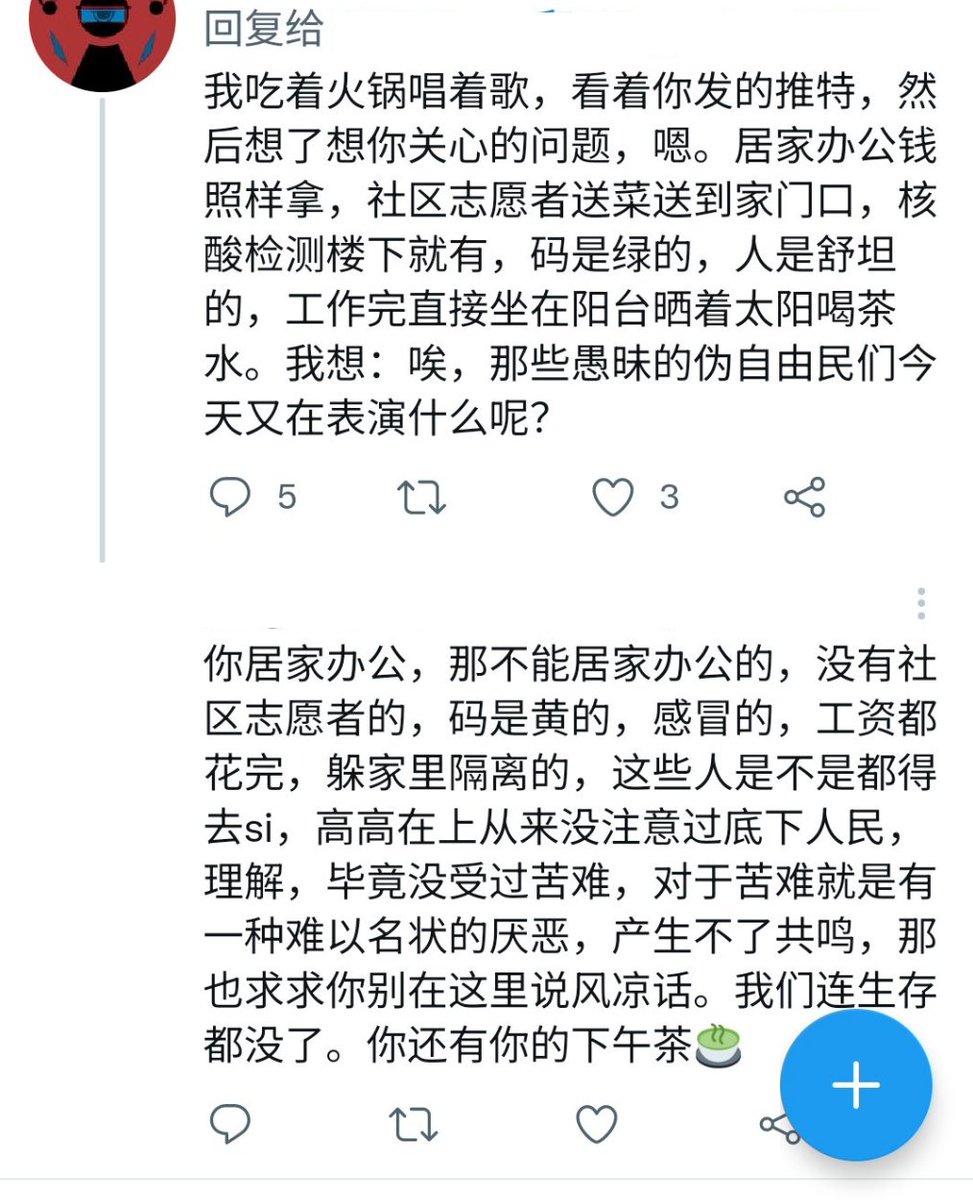 回复给
我吃着火锅唱着歌，看着你发的推特，然
后想了想你关心的问题，嗯。居家办公钱
照样拿，社区志愿者送菜送到家门口，核
酸检测楼下就有，码是绿的，人是舒坦
的，工作完直接坐在阳台晒着太阳喝茶
水。我想：唉，那些愚昧的伪自由民们今
天又在表演什么呢？
5
3
你居家办公，那不能居家办公的，没有社
区志愿者的，码是黄的，感冒的，工资都
花完，躲家里隔离的，这些人是不是都得
去si，高高在上从来没注意过底下人民，
理解，毕竟没受过苦难，对于苦难就是有
一种难以名状的厌恶，产生不了共鸣，那
也求求你别在这里说风凉话。我们连生存
都没了。你还有你的下午茶🍵